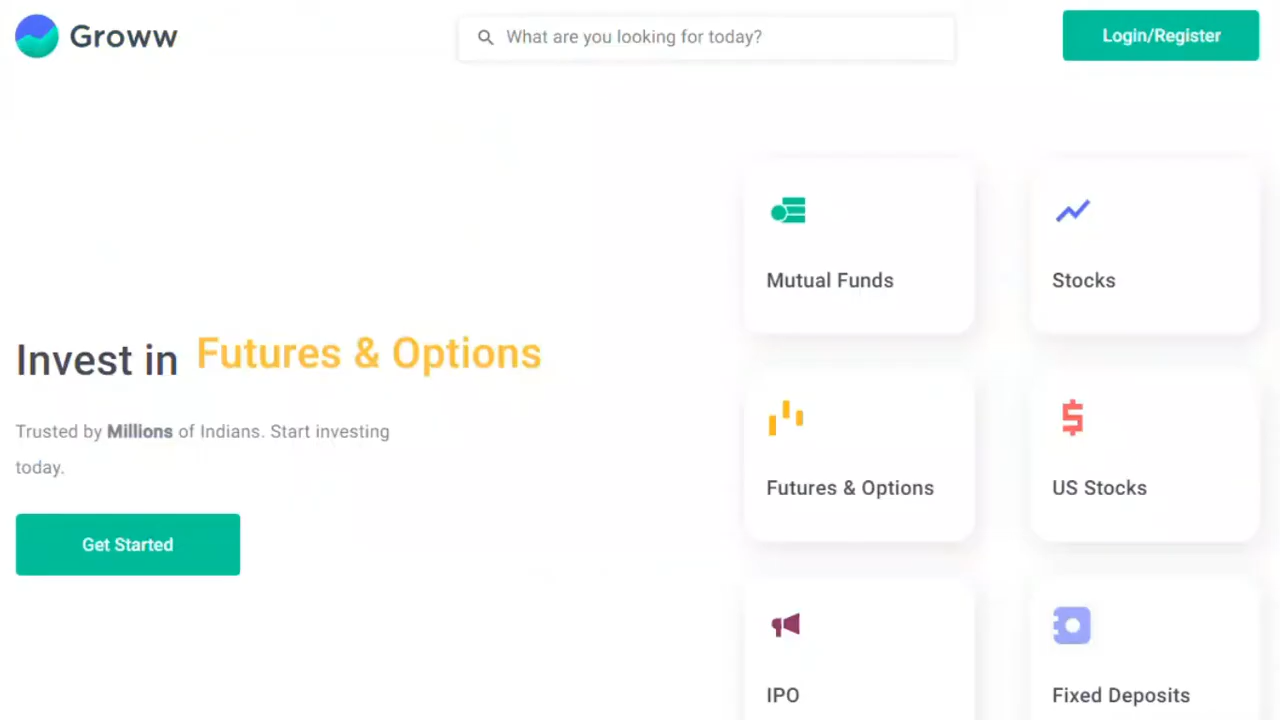 Groww
What are you looking for today?
Login/Register
Invest in Futures & Options
Trusted by Millions of Indians. Start investing
today.
Get Started
Mutual Funds
Stocks
Futures & Options
US Stocks
IPO
Fixed Deposits